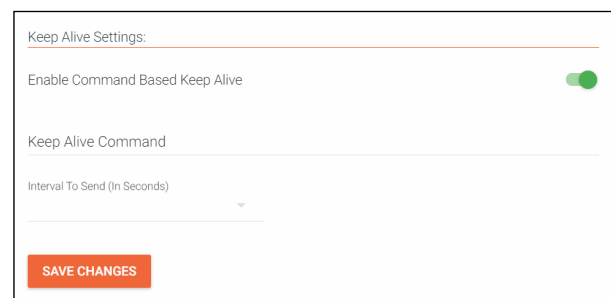 Keep Alive Settings:
Enable Command Based Keep Alive
Keep Alive Command
Interval To Send (In Seconds)
SAVE CHANGES